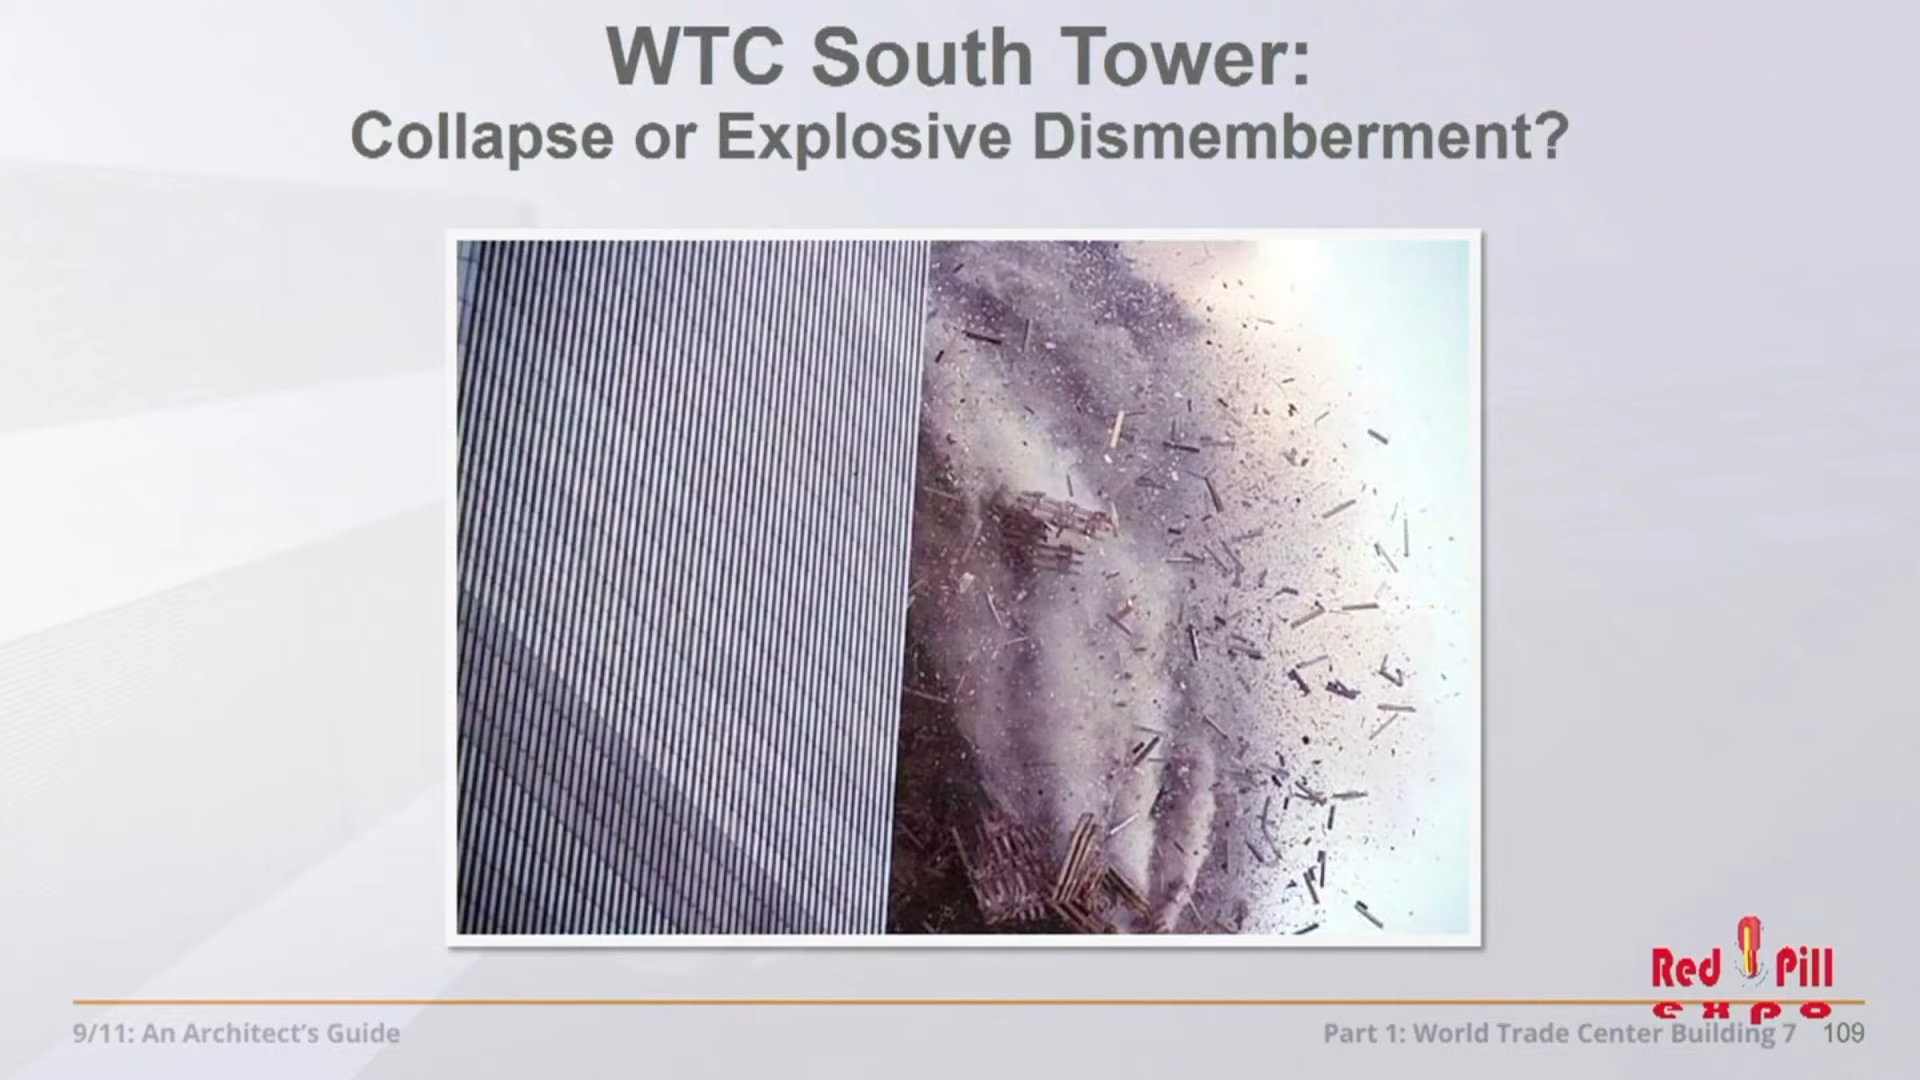 WTC South Tower:
Collapse or Explosive Dismemberment?
Red Pill
expo
9/11: An Architect's Guide
Part 1: World Trade Center Building 7 109